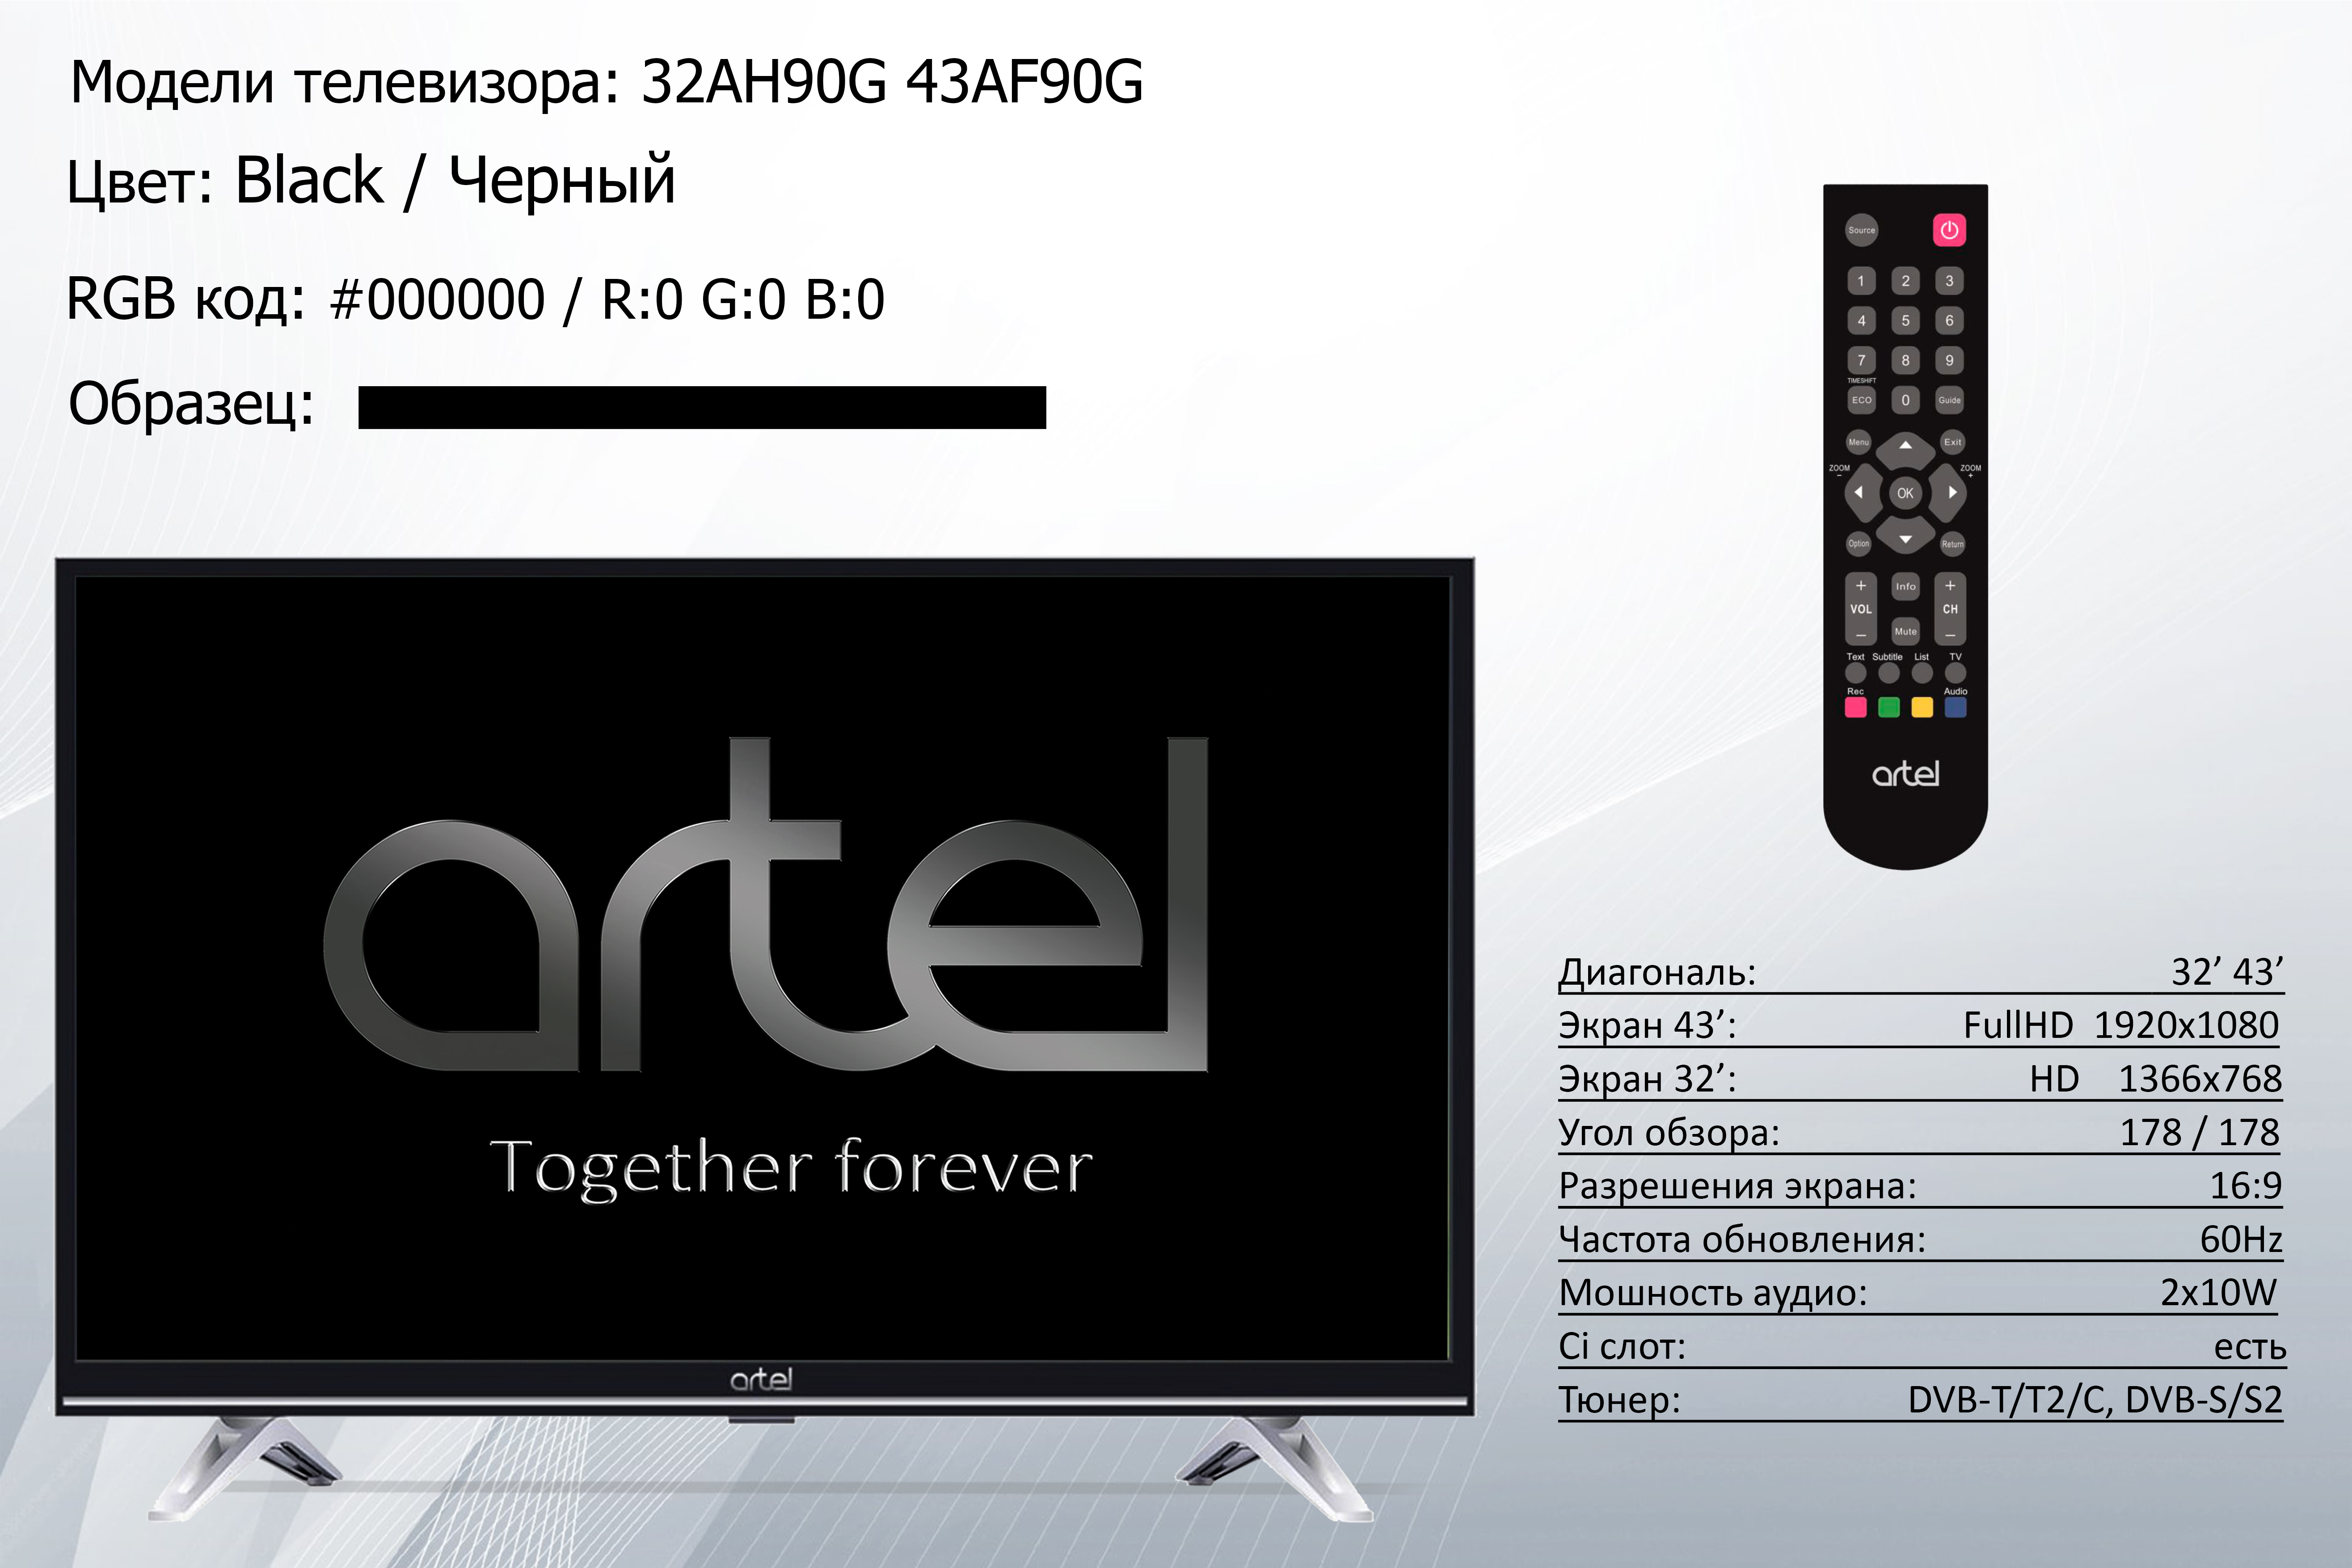 Модели телевизора: 32AH90G 43AF90G
Цвет: Black / Черный
RGB код: #000000 / R:0 G:0 B:0
Образец:
Source
1 2 3
4 5 6
7 8 9
TIMESHIFT
ECO 0 Guide
Menu Exit
ZOOM - ZOOM +
OK
Option Return
+ Info +
VOL CH
- Mute -
Text Subtitle List TV
Rec Audio
artel
artel
Together forever
artel
Диагональ: 32’ 43’
Экран 43’: FullHD 1920x1080
Экран 32’: HD 1366x768
Угол обзора: 178 / 178
Разрешения экрана: 16:9
Частота обновления: 60Hz
Мошность аудио: 2x10W
Ci слот: есть
Тюнер: DVB-T/T2/C, DVB-S/S2